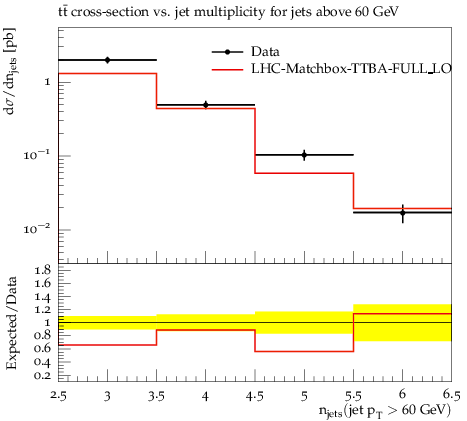 tt̄ cross-section vs. jet multiplicity for jets above 60 GeV
dσ/dn_jets [pb]
Data
LHC-Matchbox-TTBA-FULL_LO
1
10⁻¹
10⁻²
Expected/Data
1.8
1.6
1.4
1.2
1
0.8
0.6
0.4
0.2
2.5 3 3.5 4 4.5 5 5.5 6 6.5
n_jets(jet p_T > 60 GeV)